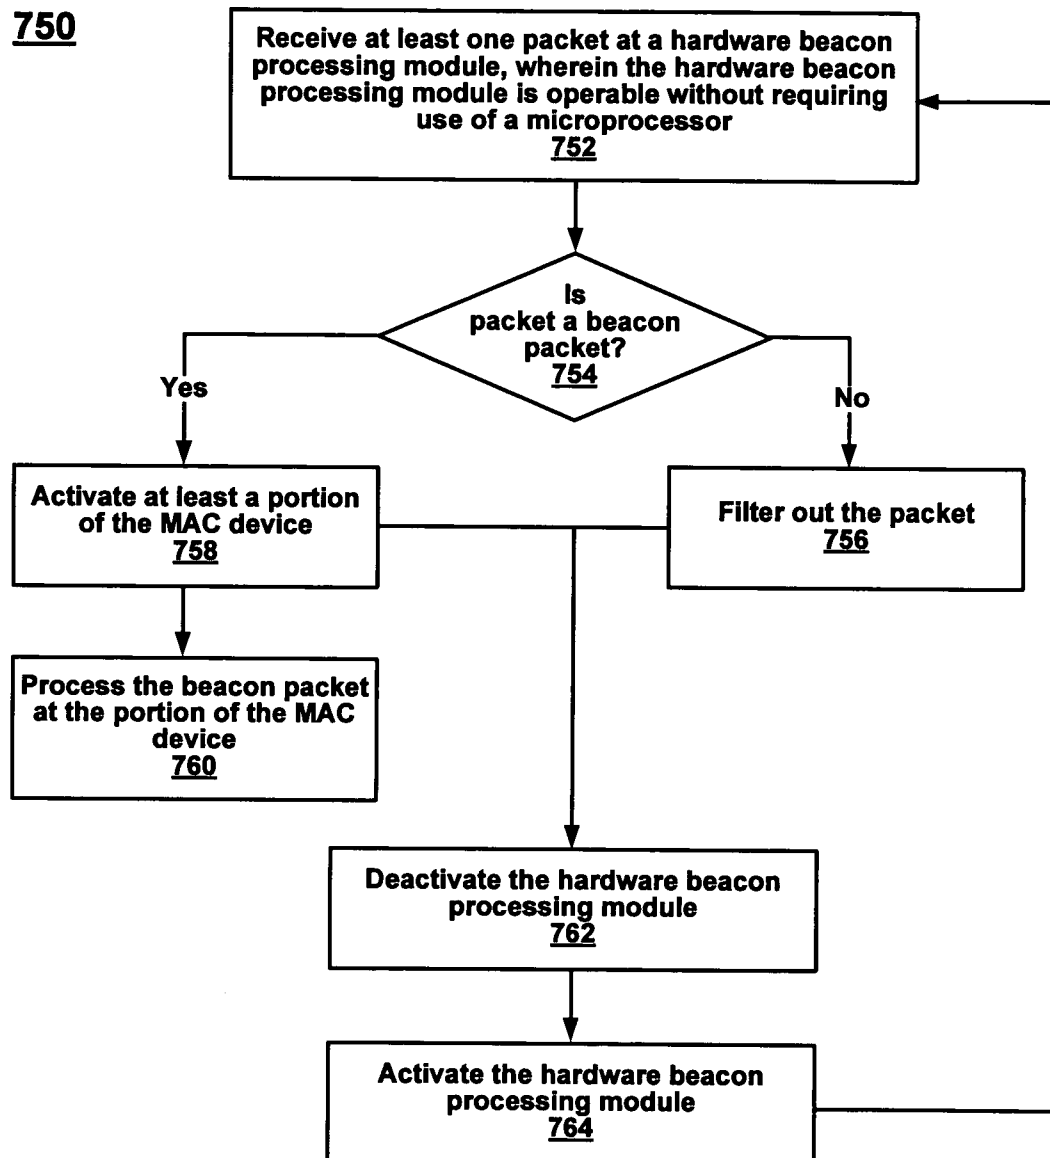 750
Receive at least one packet at a hardware beacon
processing module, wherein the hardware beacon
processing module is operable without requiring
use of a microprocessor
752
Is
packet a beacon
packet?
754
Yes
No
Activate at least a portion
of the MAC device
758
Filter out the packet
756
Process the beacon packet
at the portion of the MAC
device
760
Deactivate the hardware beacon
processing module
762
Activate the hardware beacon
processing module
764